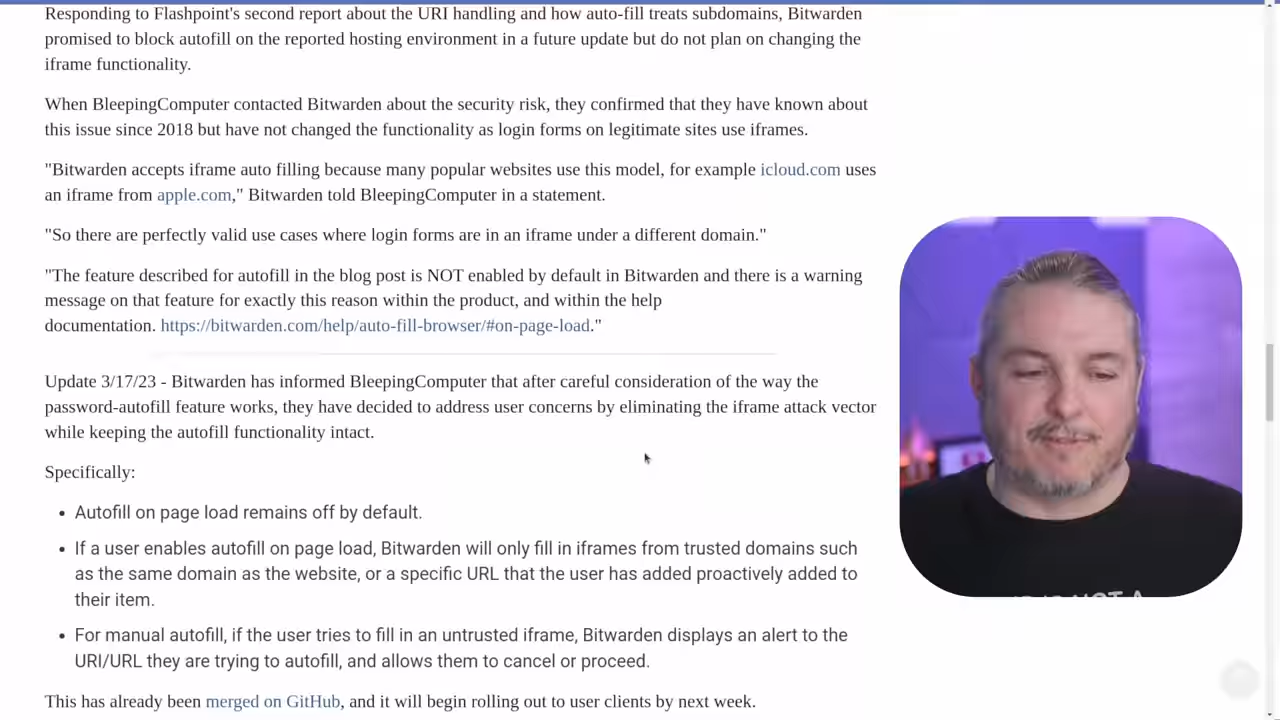 Responding to Flashpoint's second report about the URI handling and how auto-fill treats subdomains, Bitwarden
promised to block autofill on the reported hosting environment in a future update but do not plan on changing the
iframe functionality.
When BleepingComputer contacted Bitwarden about the security risk, they confirmed that they have known about
this issue since 2018 but have not changed the functionality as login forms on legitimate sites use iframes.
"Bitwarden accepts iframe auto filling because many popular websites use this model, for example icloud.com uses
an iframe from apple.com," Bitwarden told BleepingComputer in a statement.
"So there are perfectly valid use cases where login forms are in an iframe under a different domain."
"The feature described for autofill in the blog post is NOT enabled by default in Bitwarden and there is a warning
message on that feature for exactly this reason within the product, and within the help
documentation. https://bitwarden.com/help/auto-fill-browser/#on-page-load."
Update 3/17/23 - Bitwarden has informed BleepingComputer that after careful consideration of the way the
password-autofill feature works, they have decided to address user concerns by eliminating the iframe attack vector
while keeping the autofill functionality intact.
Specifically:
• Autofill on page load remains off by default.
• If a user enables autofill on page load, Bitwarden will only fill in iframes from trusted domains such
as the same domain as the website, or a specific URL that the user has added proactively added to
their item.
• For manual autofill, if the user tries to fill in an untrusted iframe, Bitwarden displays an alert to the
URI/URL they are trying to autofill, and allows them to cancel or proceed.
This has already been merged on GitHub, and it will begin rolling out to user clients by next week.